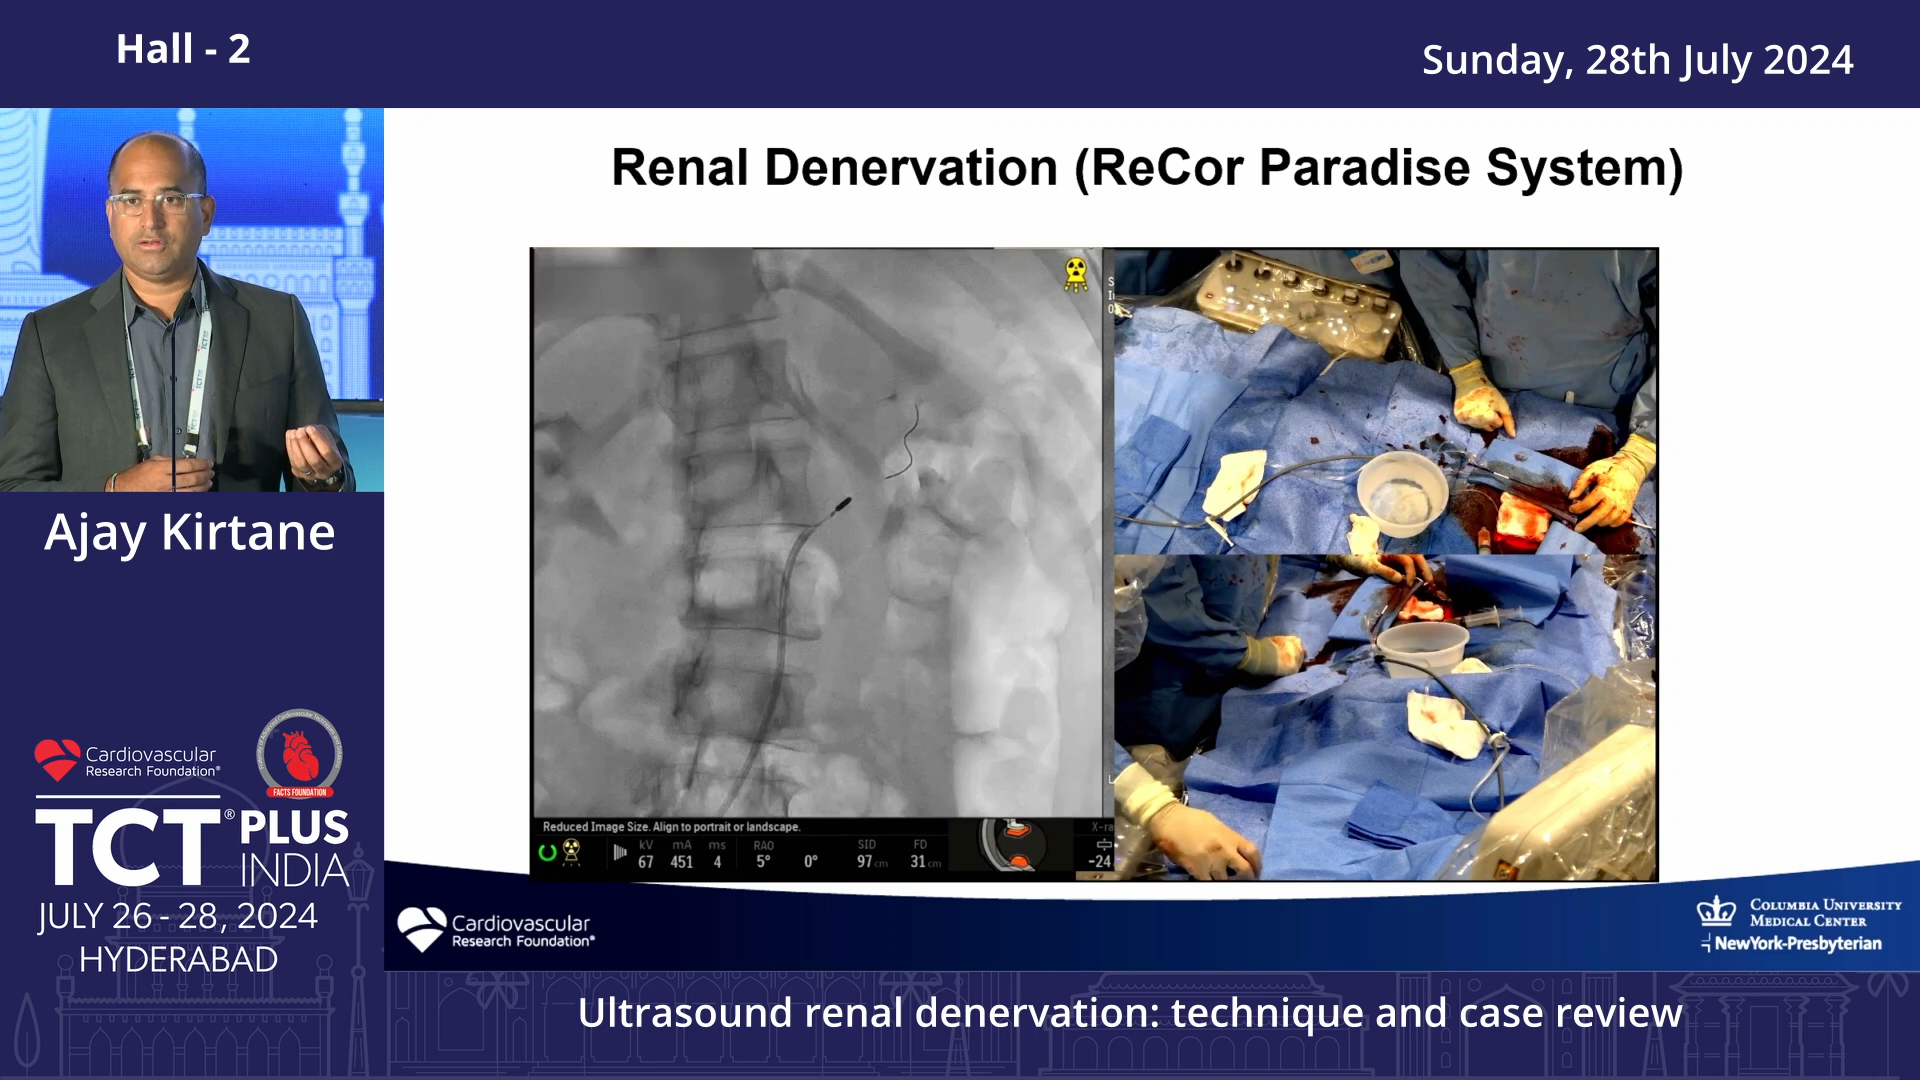 Hall - 2
Sunday, 28th July 2024
Renal Denervation (ReCor Paradise System)
TCT
TCT
Ajay Kirtane
Reduced Image Size. Align to portrait or landscape.
kV mA ms RAO SID FD
67 451 4 5° 0° 97 cm 31 cm
-24
Cardiovascular
Research Foundation®
FACTS FOUNDATION
TCT® PLUS
INDIA
JULY 26 - 28, 2024
HYDERABAD
Cardiovascular
Research Foundation®
COLUMBIA UNIVERSITY
MEDICAL CENTER
NewYork-Presbyterian
Ultrasound renal denervation: technique and case review